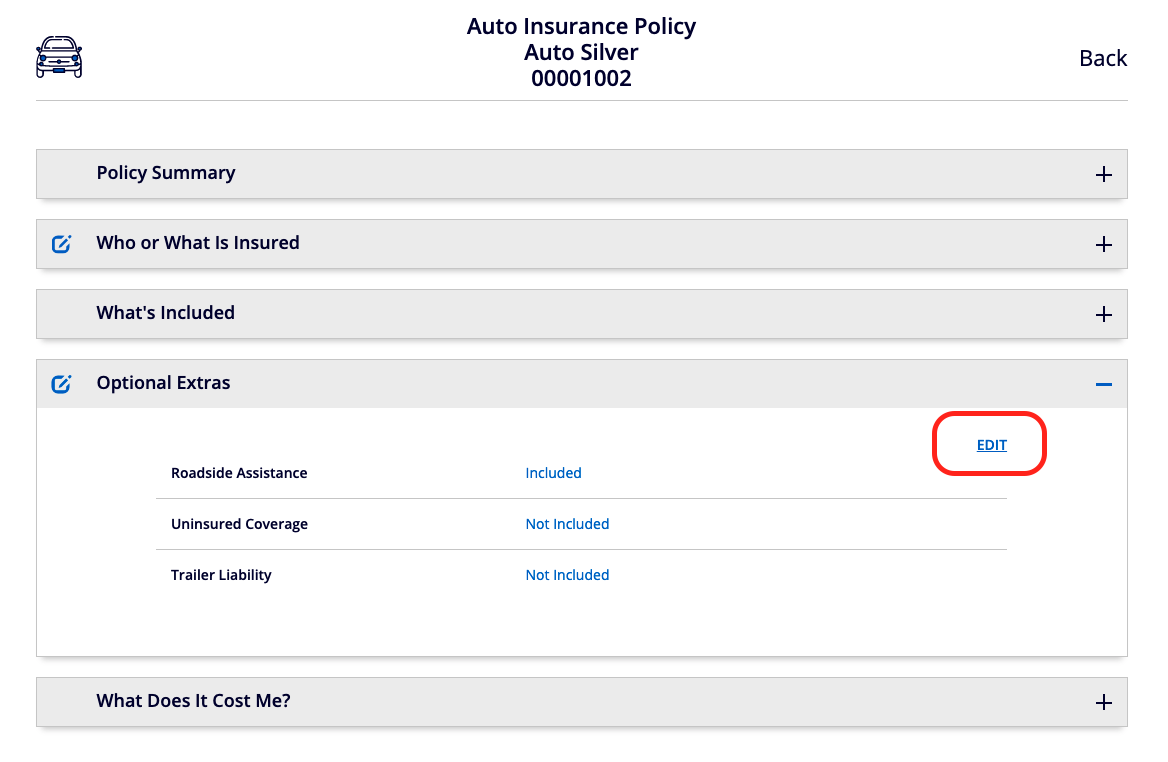 Auto Insurance Policy
Auto Silver
00001002
Back
Policy Summary
Who or What Is Insured
What's Included
Optional Extras
EDIT
Roadside Assistance Included
Uninsured Coverage Not Included
Trailer Liability Not Included
What Does It Cost Me?